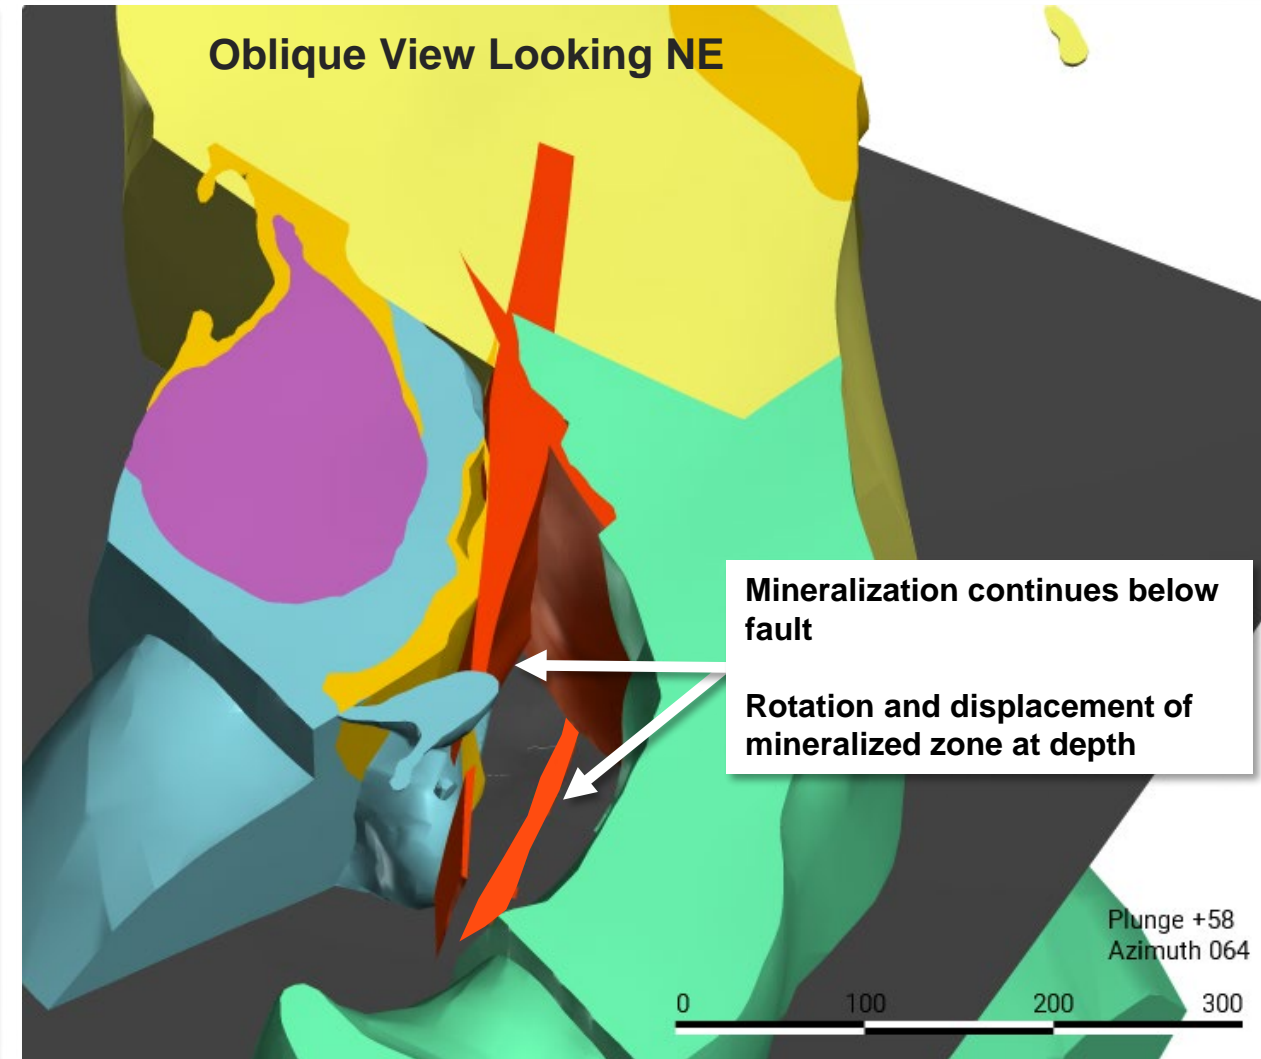 Oblique View Looking NE
Mineralization continues below
fault
Rotation and displacement of
mineralized zone at depth
Plunge +58
Azimuth 064
0 100 200 300